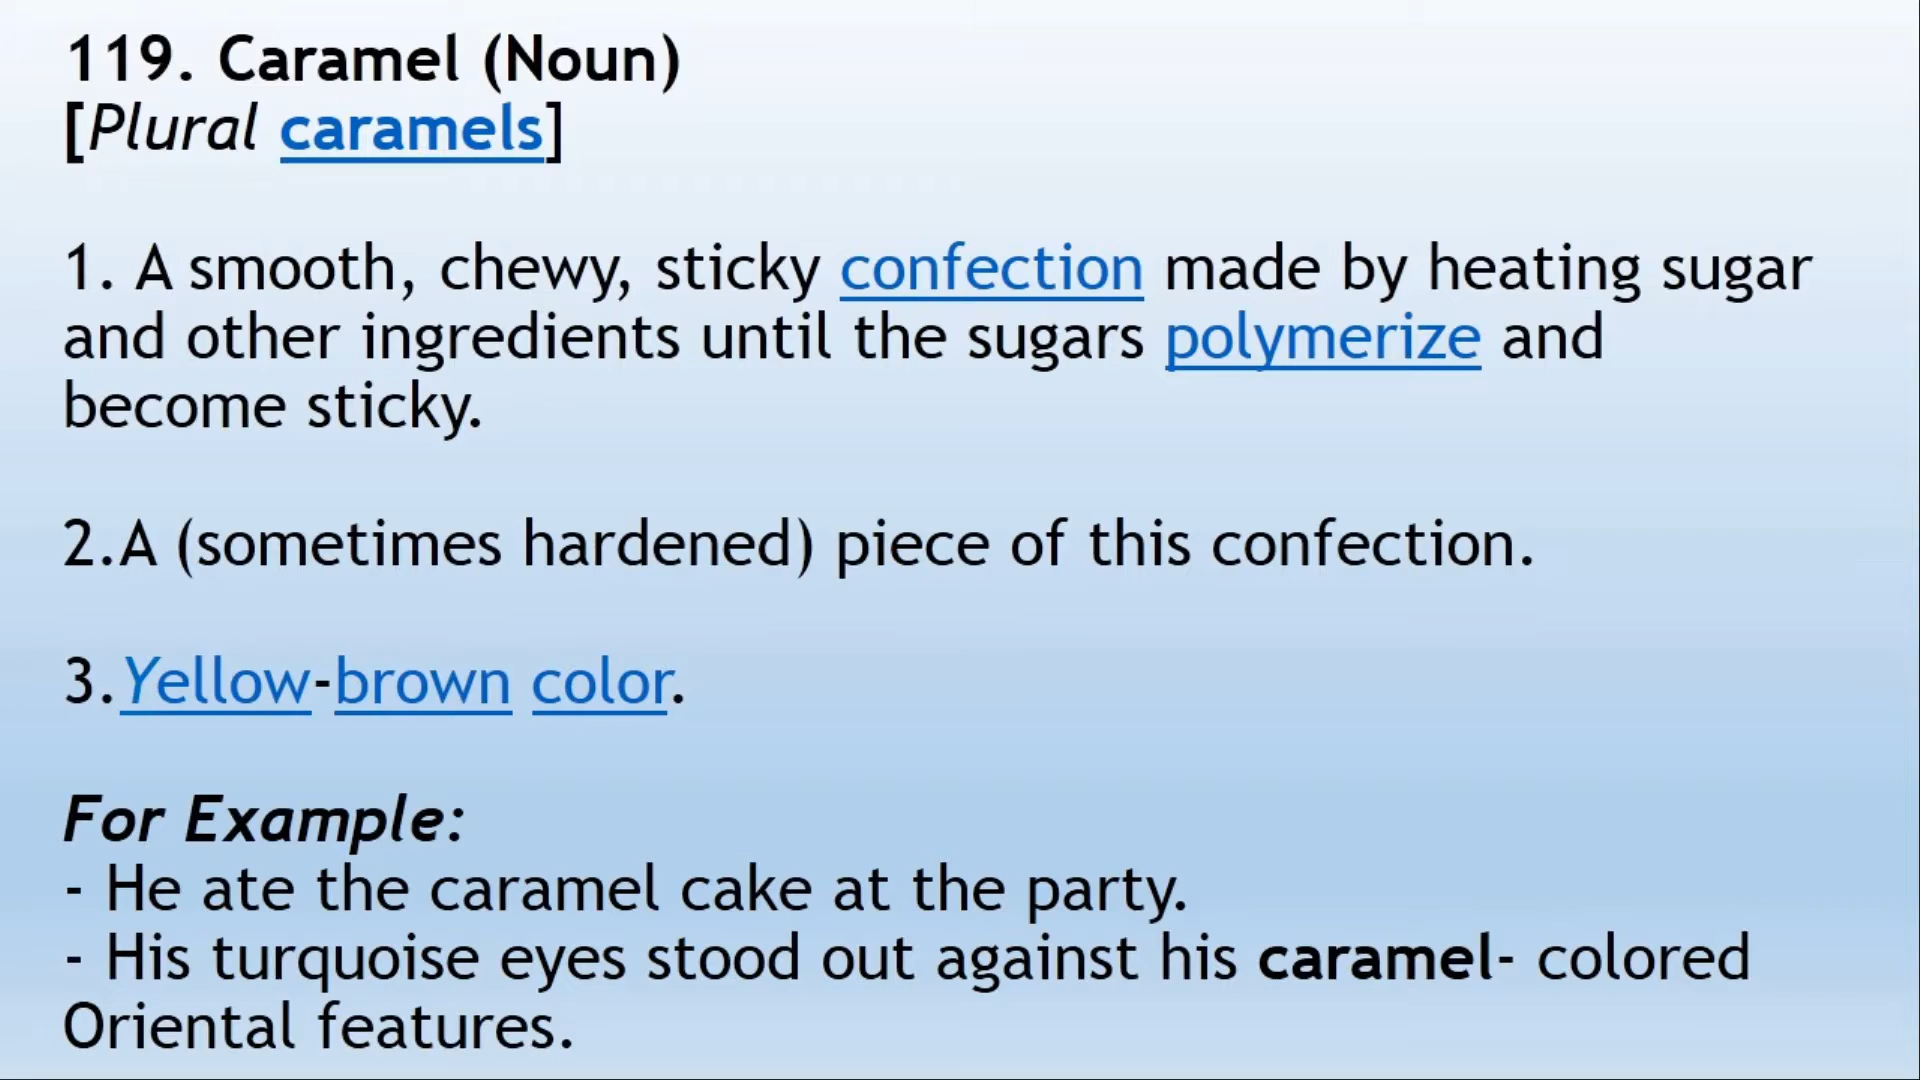 119. Caramel (Noun)
[Plural caramels]
1. A smooth, chewy, sticky confection made by heating sugar
and other ingredients until the sugars polymerize and
become sticky.
2.A (sometimes hardened) piece of this confection.
3.Yellow-brown color.
For Example:
- He ate the caramel cake at the party.
- His turquoise eyes stood out against his caramel- colored
Oriental features.